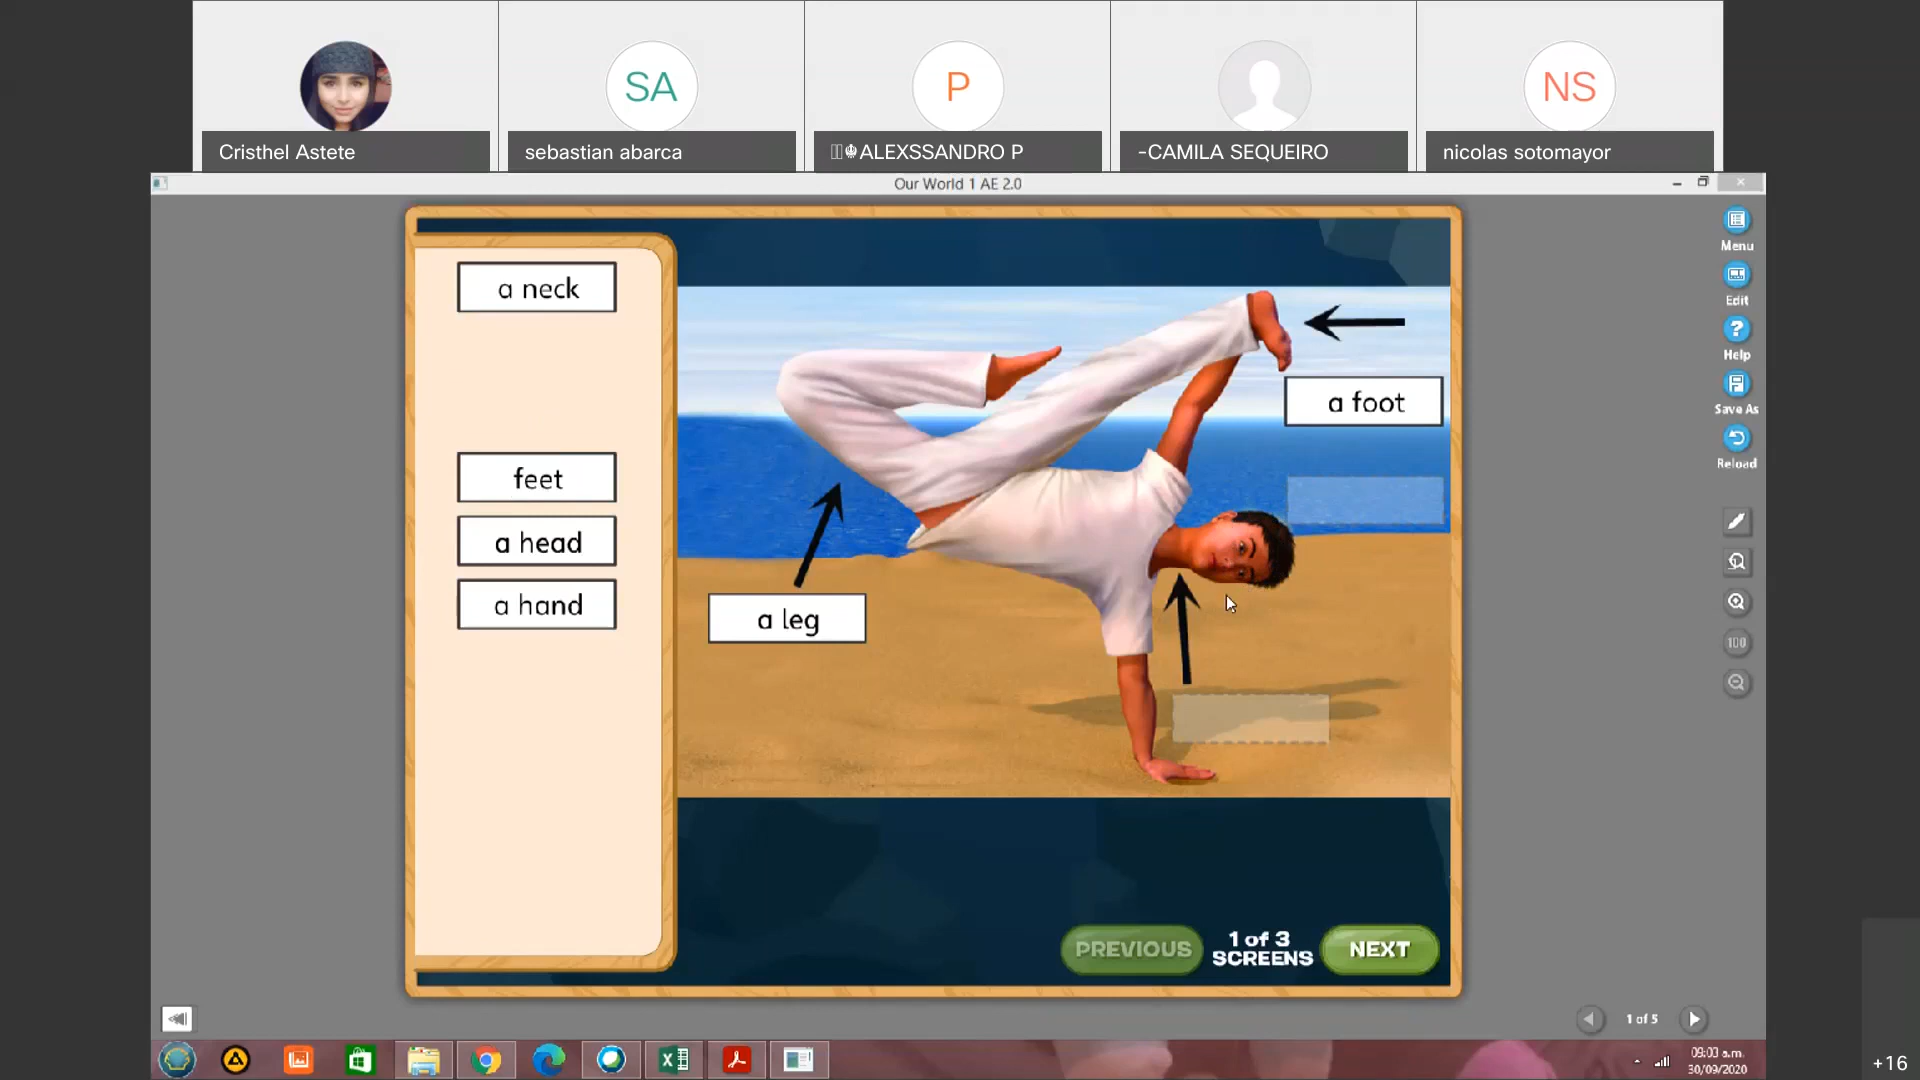 SA
P
NS
Cristhel Astete
sebastian abarca
ALEXSSANDRO P
-CAMILA SEQUEIRO
nicolas sotomayor
Our World 1 AE 2.0
a neck
feet
a head
a hand
a foot
a leg
Menu
Edit
Help
Save As
Reload
100
PREVIOUS
1 of 3
SCREENS
NEXT
1 of 5
09:03 a.m.
30/09/2020
+16